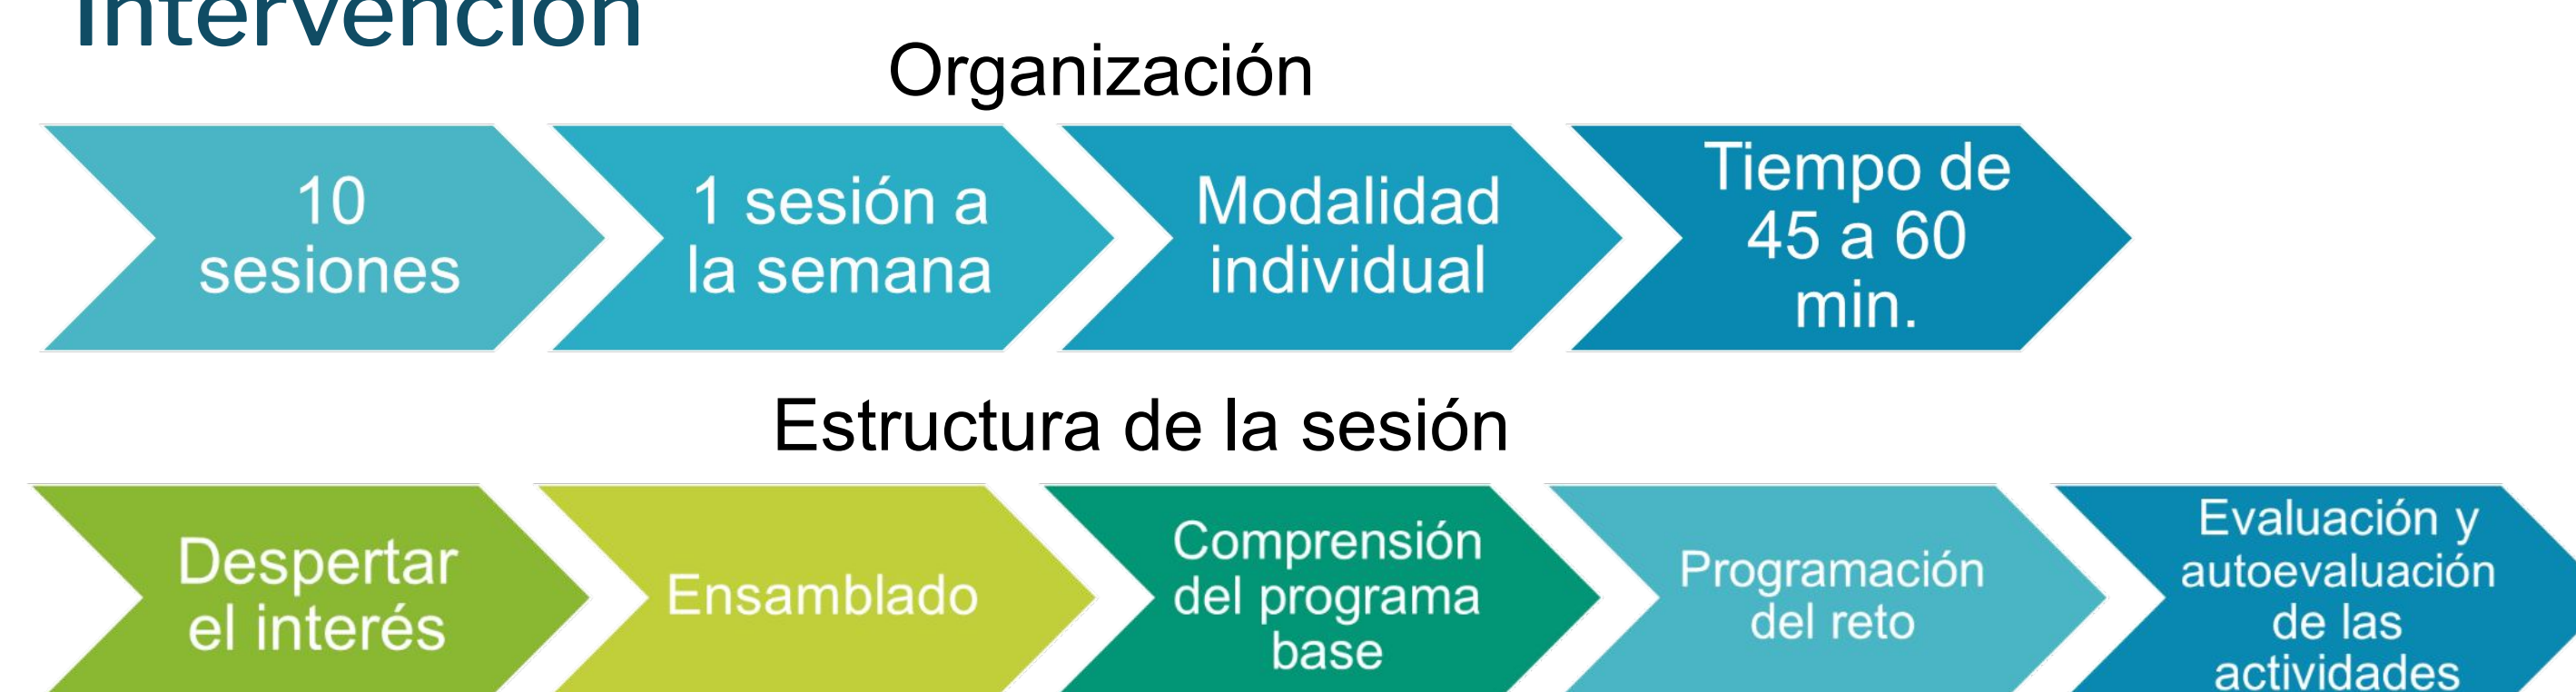 Intervención
Organización
10
sesiones
1 sesión a
la semana
Modalidad
individual
Tiempo de
45 a 60
min.
Estructura de la sesión
Despertar
el interés
Ensamblado
Comprensión
del programa
base
Programación
del reto
Evaluación y
autoevaluación
de las
actividades